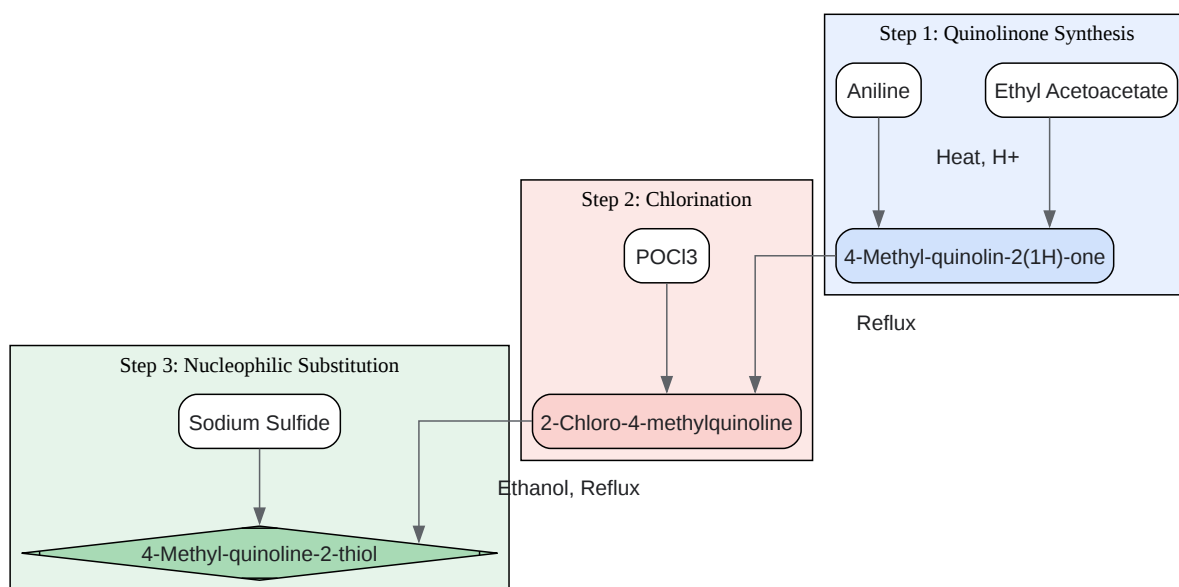 Step 1: Quinolinone Synthesis
Aniline
Ethyl Acetoacetate
Heat, H+
4-Methyl-quinolin-2(1H)-one
Step 2: Chlorination
POCl3
Reflux
2-Chloro-4-methylquinoline
Step 3: Nucleophilic Substitution
Sodium Sulfide
Ethanol, Reflux
4-Methyl-quinoline-2-thiol